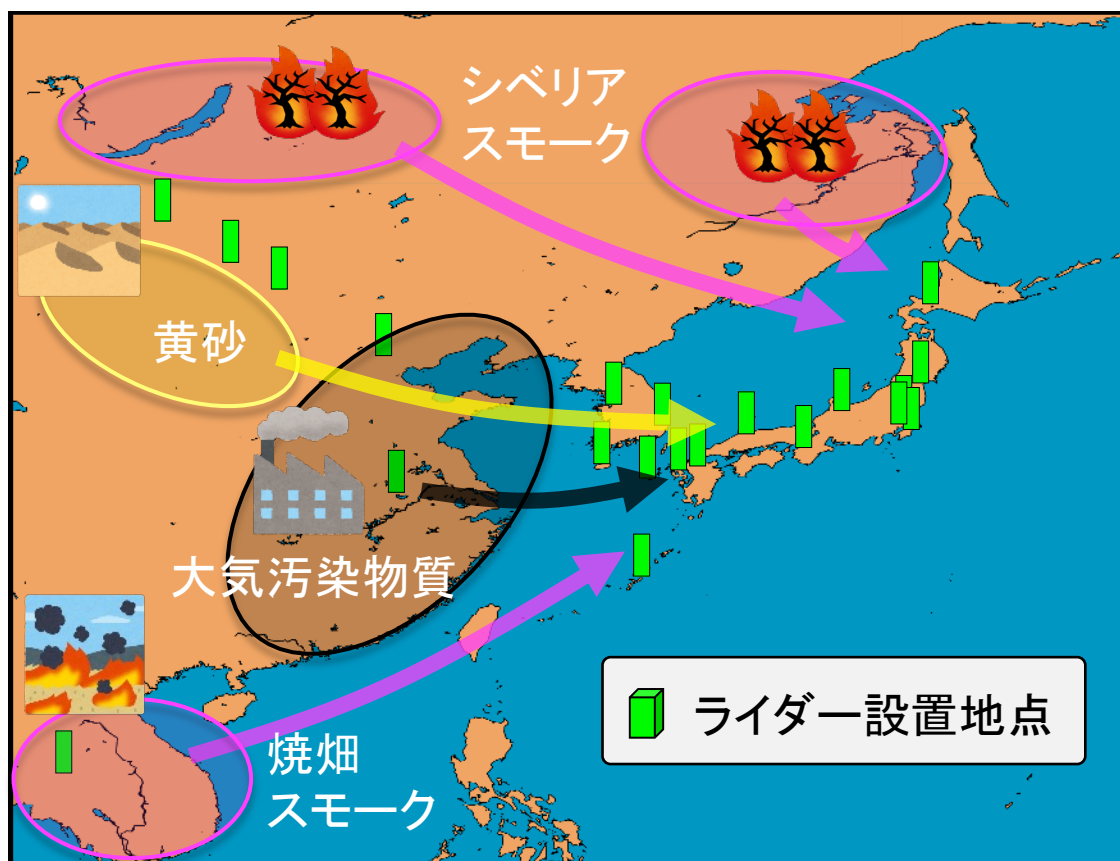 シベリア
スモーク
黄砂
大気汚染物質
焼畑
スモーク
ライダー設置地点